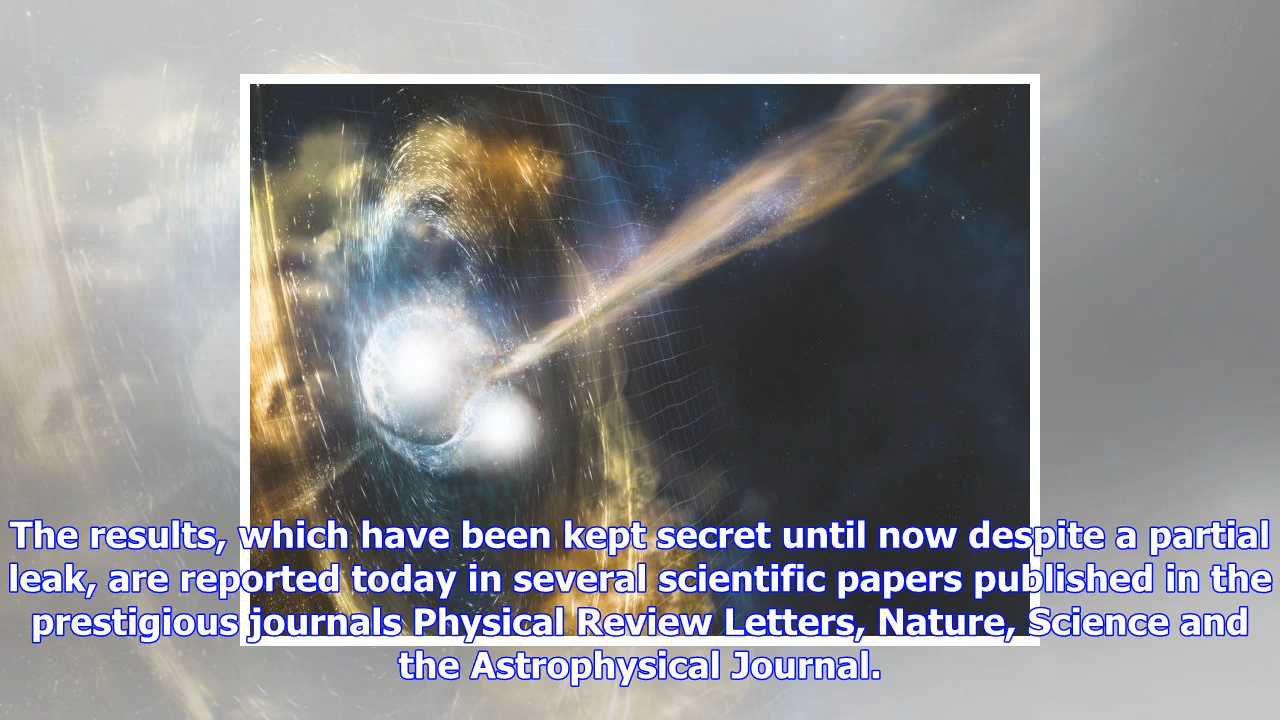 The results, which have been kept secret until now despite a partial
leak, are reported today in several scientific papers published in the
prestigious journals Physical Review Letters, Nature, Science and
the Astrophysical Journal.